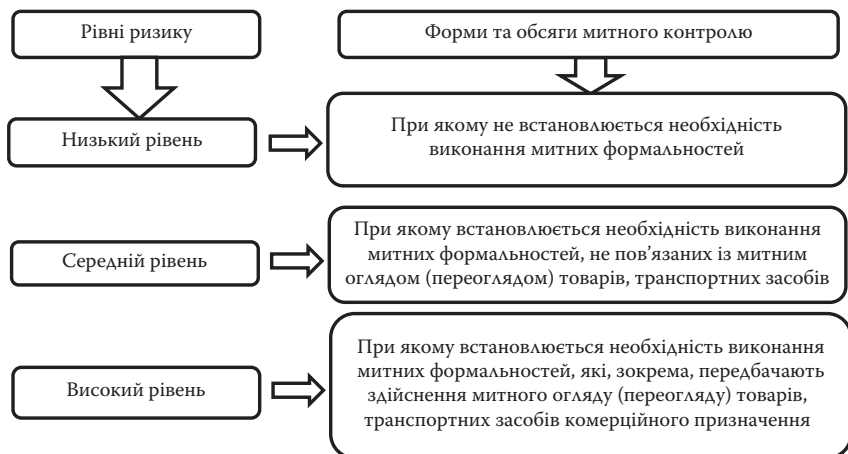 Рівні ризику
Форми та обсяги митного контролю
Низький рівень
При якому не встановлюється необхідність
виконання митних формальностей
Середній рівень
При якому встановлюється необхідність виконання
митних формальностей, не пов’язаних із митним
оглядом (переоглядом) товарів, транспортних засобів
Високий рівень
При якому встановлюється необхідність виконання
митних формальностей, які, зокрема, передбачають
здійснення митного огляду (переогляду) товарів,
транспортних засобів комерційного призначення